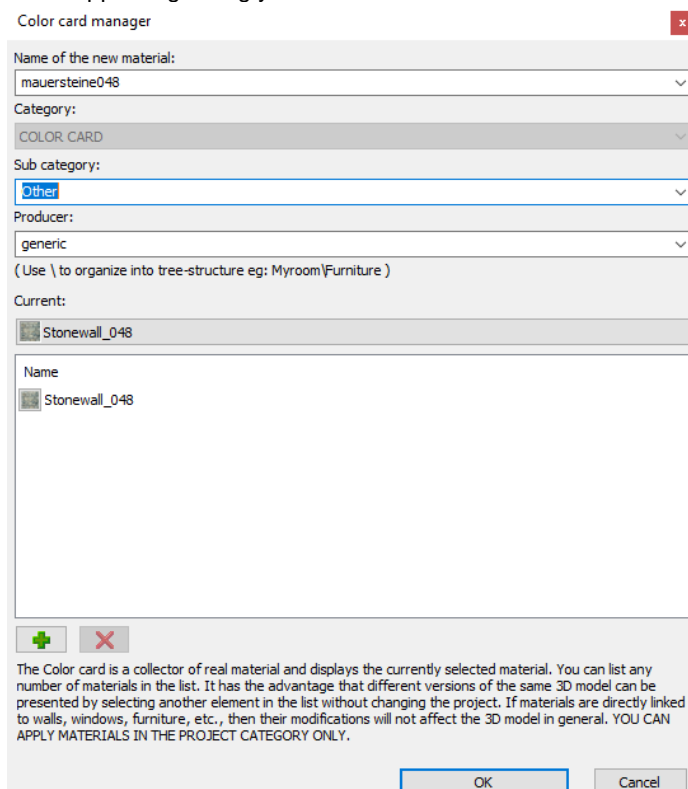 Color card manager
x
Name of the new material:
mauersteine048
Category:
COLOR CARD
Sub category:
Other
Producer:
generic
( Use \ to organize into tree-structure eg: Myroom\Furniture )
Current:
Stonewall_048
Name
Stonewall_048
The Color card is a collector of real material and displays the currently selected material. You can list any
number of materials in the list. It has the advantage that different versions of the same 3D model can be
presented by selecting another element in the list without changing the project. If materials are directly linked
to walls, windows, furniture, etc., then their modifications will not affect the 3D model in general. YOU CAN
APPLY MATERIALS IN THE PROJECT CATEGORY ONLY.
OK Cancel